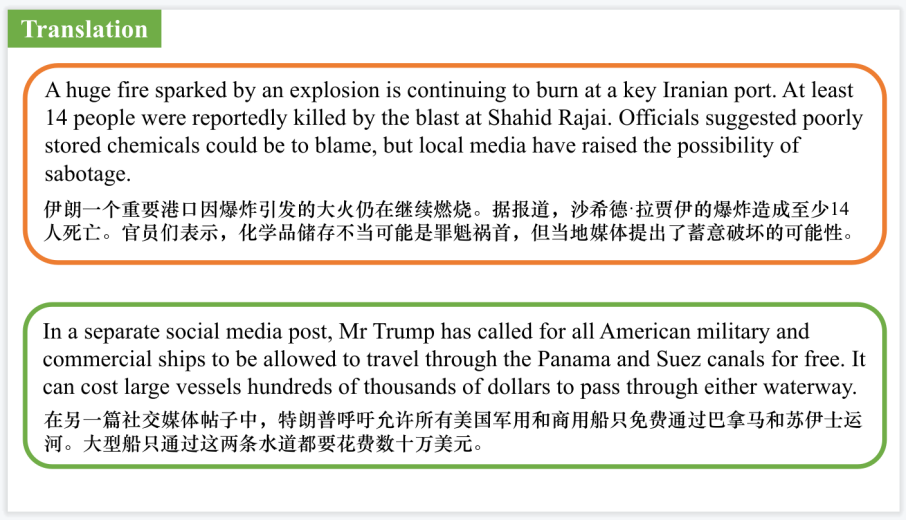 Translation
A huge fire sparked by an explosion is continuing to burn at a key Iranian port. At least
14 people were reportedly killed by the blast at Shahid Rajai. Officials suggested poorly
stored chemicals could be to blame, but local media have raised the possibility of
sabotage.
伊朗一个重要港口因爆炸引发的大火仍在继续燃烧。据报道，沙希德·拉贾伊的爆炸造成至少14
人死亡。官员们表示，化学品储存不当可能是罪魁祸首，但当地媒体提出了蓄意破坏的可能性。
In a separate social media post, Mr Trump has called for all American military and
commercial ships to be allowed to travel through the Panama and Suez canals for free. It
can cost large vessels hundreds of thousands of dollars to pass through either waterway.
在另一篇社交媒体帖子中，特朗普呼吁允许所有美国军用和商用船只免费通过巴拿马和苏伊士运
河。大型船只通过这两条水道都要花费数十万美元。